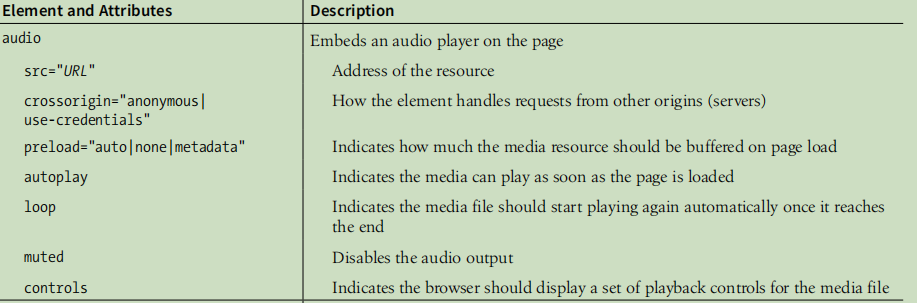 Element and Attributes Description
audio Embeds an audio player on the page
src="URL" Address of the resource
crossorigin="anonymous| How the element handles requests from other origins (servers)
use-credentials"
preload="auto|none|metadata" Indicates how much the media resource should be buffered on page load
autoplay Indicates the media can play as soon as the page is loaded
loop Indicates the media file should start playing again automatically once it reaches
the end
muted Disables the audio output
controls Indicates the browser should display a set of playback controls for the media file